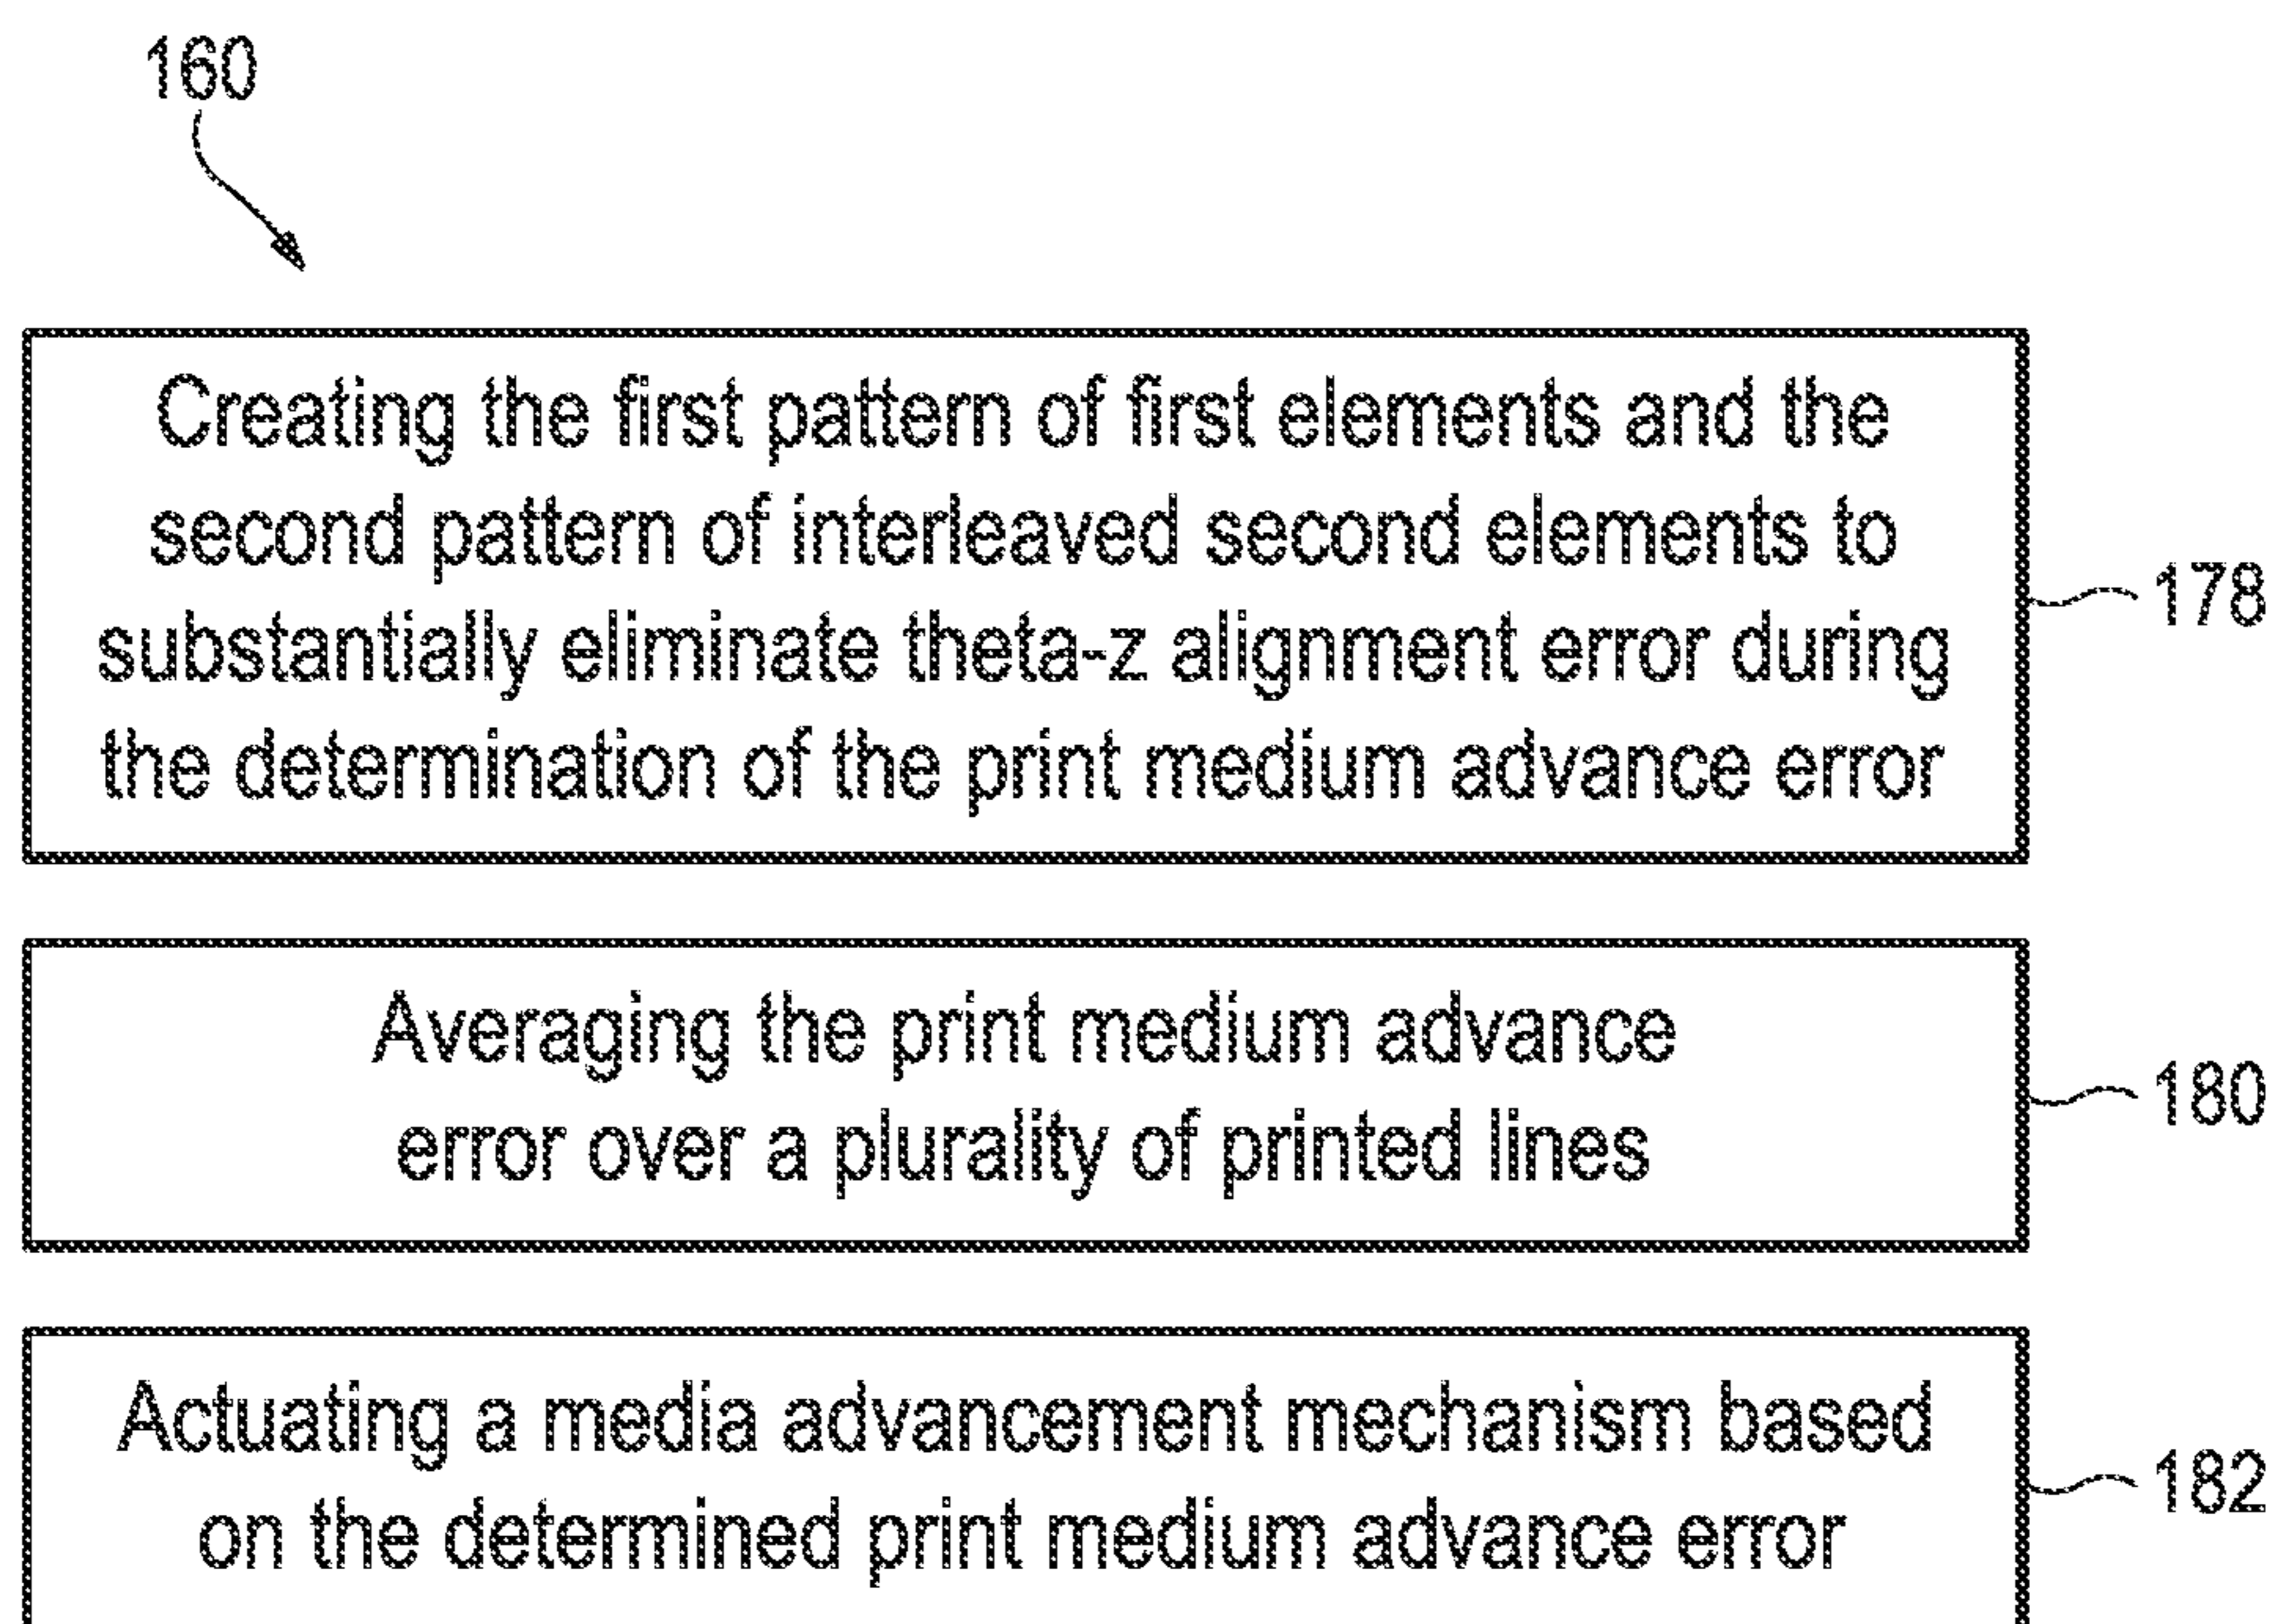 160
Creating the first pattern of first elements and the
second pattern of interleaved second elements to
substantially eliminate theta-z alignment error during
the determination of the print medium advance error
178
Averaging the print medium advance
error over a plurality of printed lines
180
Actuating a media advancement mechanism based
on the determined print medium advance error
182